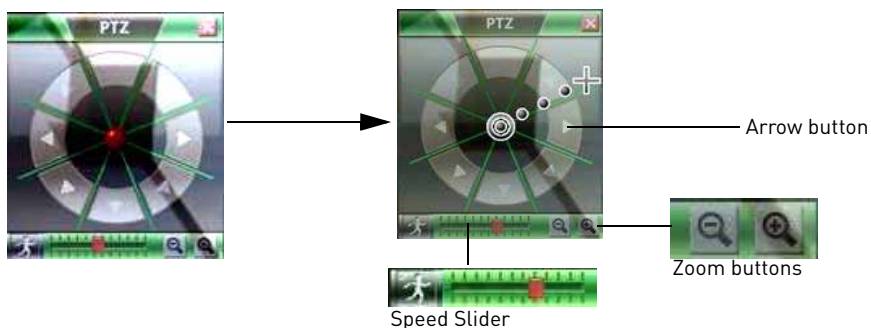 PTZ
PTZ
Arrow button
Zoom buttons
Speed Slider